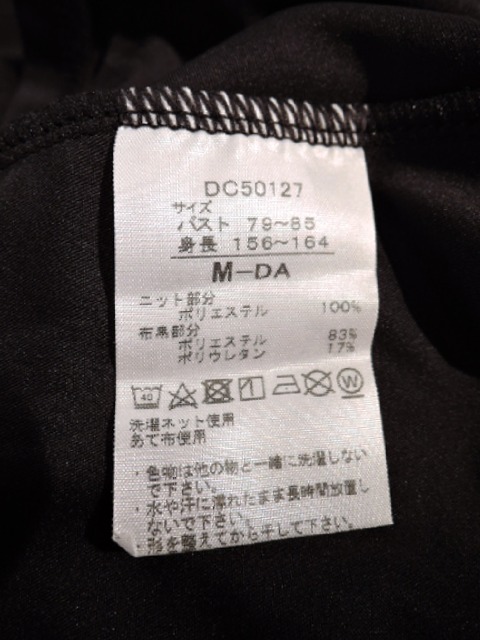 DC50127
サイズ
バスト 79~85
身長 156~164
M-DA
ニット部分
ポリエステル 100%
布帛部分
ポリエステル 83%
ポリウレタン 17%
40
W
洗濯ネット使用
あて布使用
・色物は他の物と一緒に洗濯しない
で下さい。
・水や汗に濡れたまま長時間放置し
ないで下さい。
・形を整えてから干して下さい。